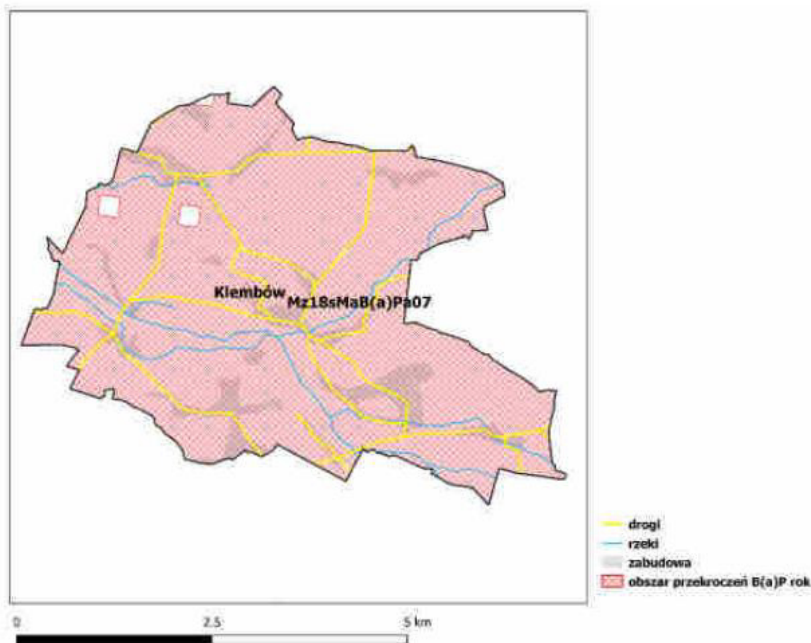 Klembów
Mz18sMaB(a)Pa07
drogi
rzeki
zabudowa
obszar przekroczeń B(a)P rok
0 2.5 5 km